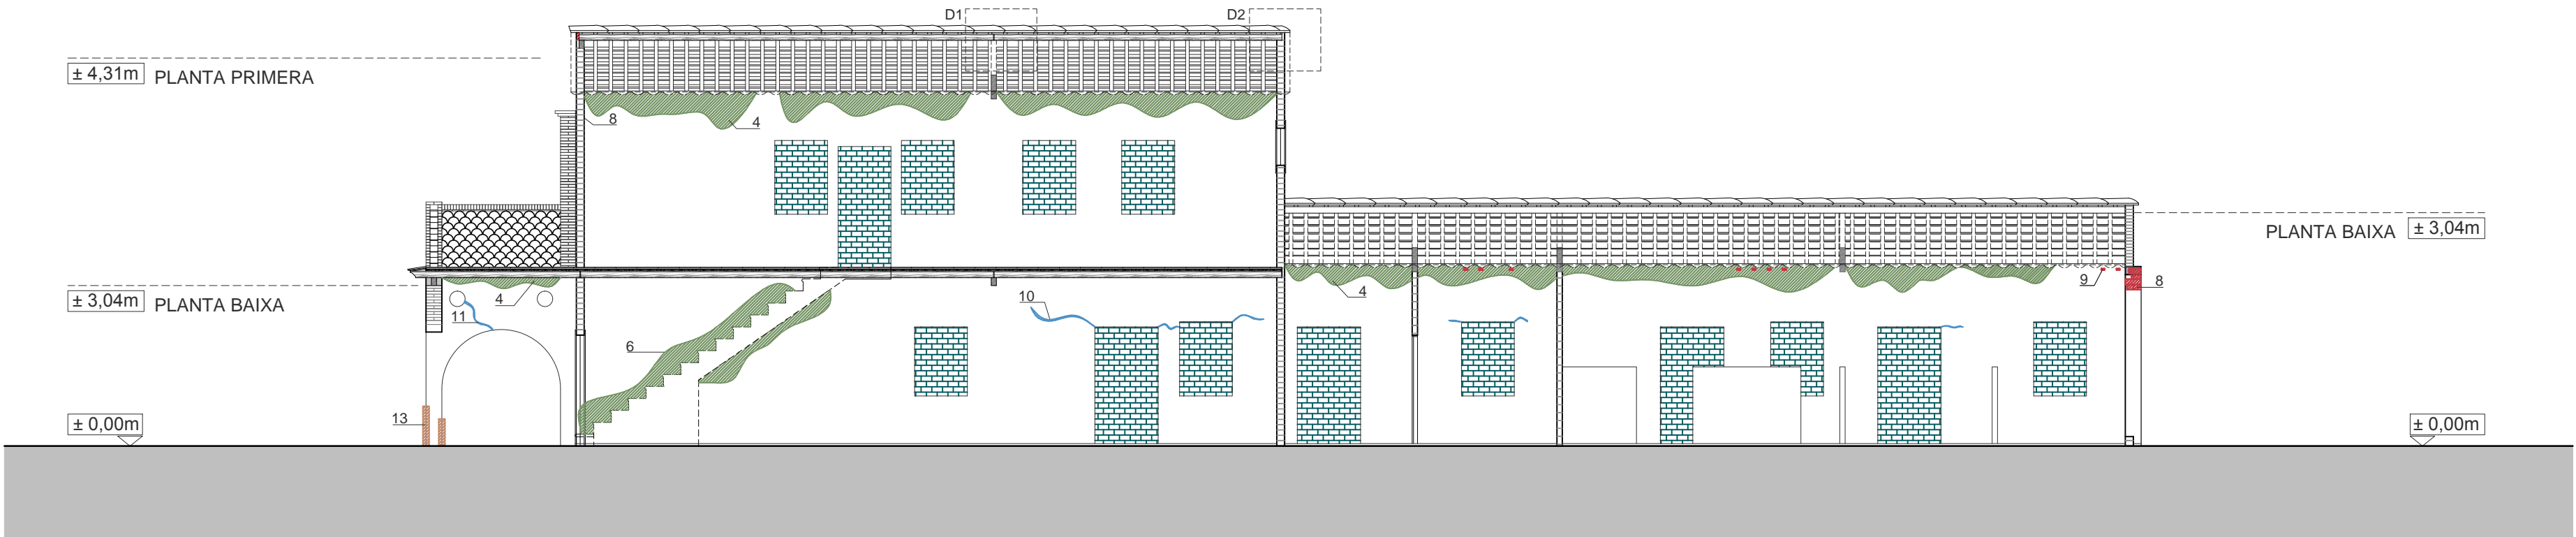 D1
D2
± 4,31m PLANTA PRIMERA
8
4
PLANTA BAIXA ± 3,04m
± 3,04m PLANTA BAIXA
4
11
10
4
9
8
6
13
± 0,00m
± 0,00m